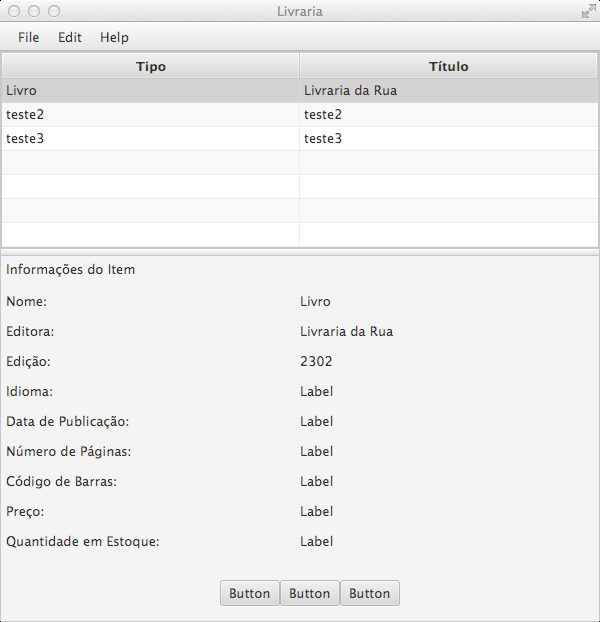 Livraria
File Edit Help
Tipo Título
Livro Livraria da Rua
teste2 teste2
teste3 teste3
Informações do Item
Nome: Livro
Editora: Livraria da Rua
Edição: 2302
Idioma: Label
Data de Publicação: Label
Número de Páginas: Label
Código de Barras: Label
Preço: Label
Quantidade em Estoque: Label
Button Button Button